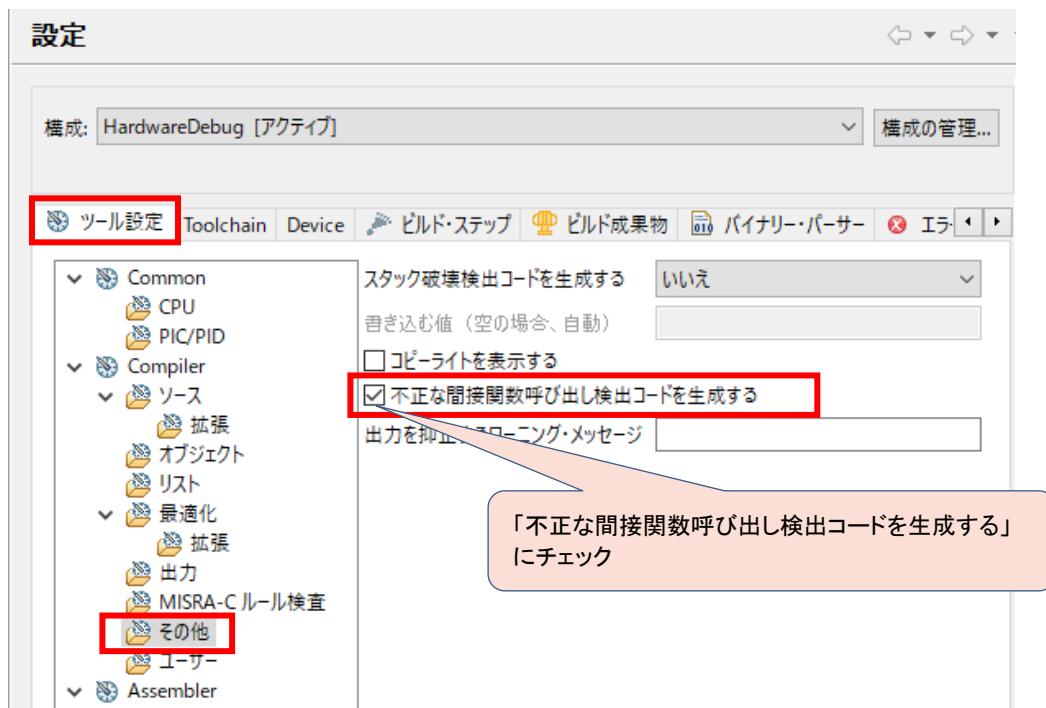 設定
構成: HardwareDebug [アクティブ]
構成の管理...
ツール設定 Toolchain Device ビルド・ステップ ビルド成果物 バイナリー・パーサー エラ
Common
CPU
PIC/PID
Compiler
ソース
拡張
オブジェクト
リスト
最適化
拡張
出力
MISRA-C ルール検査
その他
ユーザー
Assembler
スタック破壊検出コードを生成する いいえ
書き込む値（空の場合、自動）
コピーライトを表示する
不正な間接関数呼び出し検出コードを生成する
出力を抑止するワーニング・メッセージ
「不正な間接関数呼び出し検出コードを生成する」
にチェック